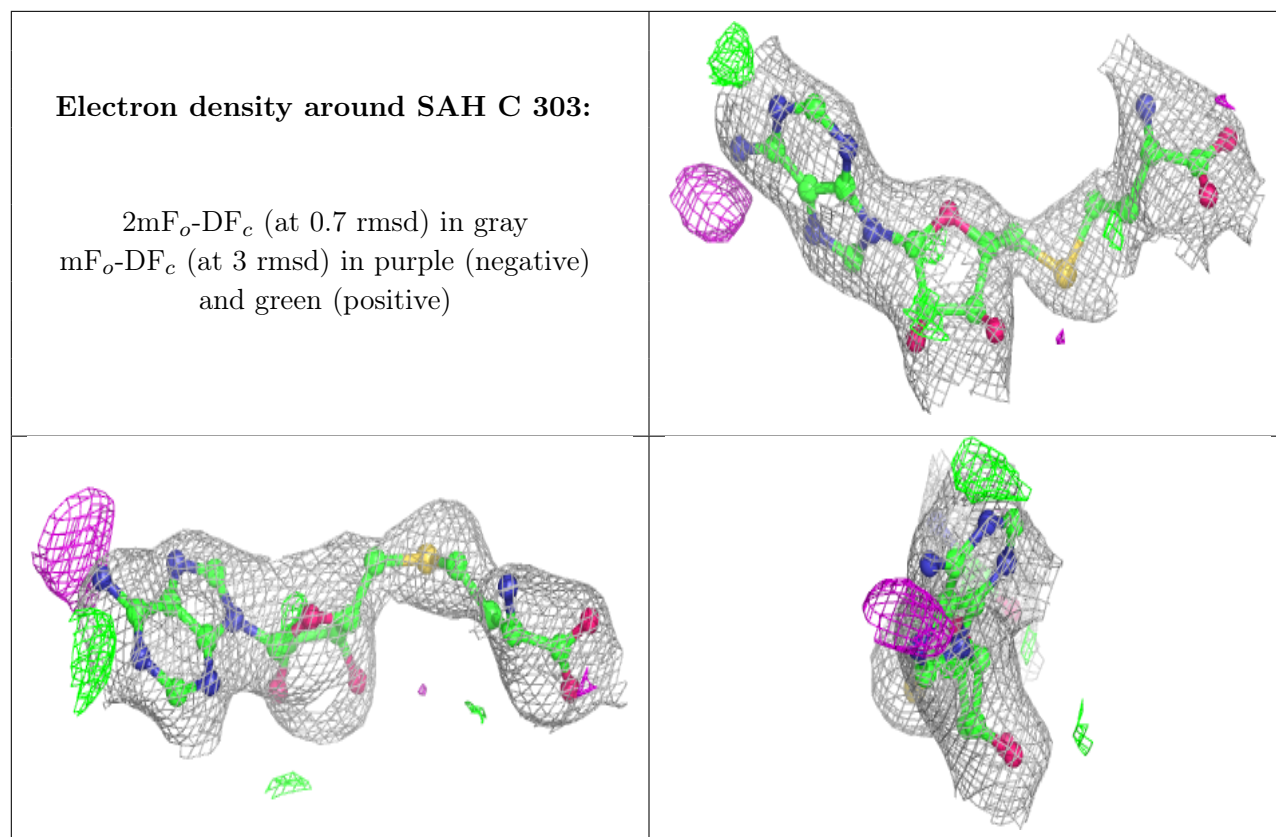 Electron density around SAH C 303:
2mFo-DFc (at 0.7 rmsd) in gray
mFo-DFc (at 3 rmsd) in purple (negative)
and green (positive)